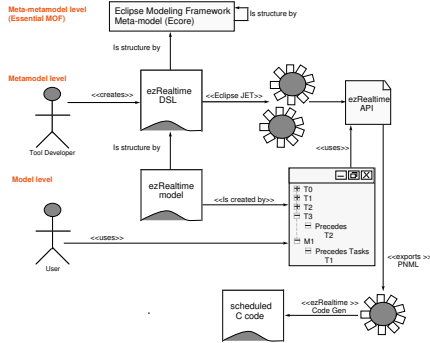 Meta-metamodel level
(Essential MOF)
Eclipse Modeling Framework
Meta-model (Ecore)
Is structure by
Is structure by
Metamodel level
<<creates>>
ezRealtime
DSL
<<Eclipse JET>>
ezRealtime
API
Tool Developer
Is structure by
<<uses>>
Model level
ezRealtime
model
<<Is created by>>
T0
T1
T2
T3
Precedes
T2
M1
Precedes Tasks
T1
<<uses>>
User
<<exports >>
PNML
scheduled
C code
<<ezRealtime >>
Code Gen